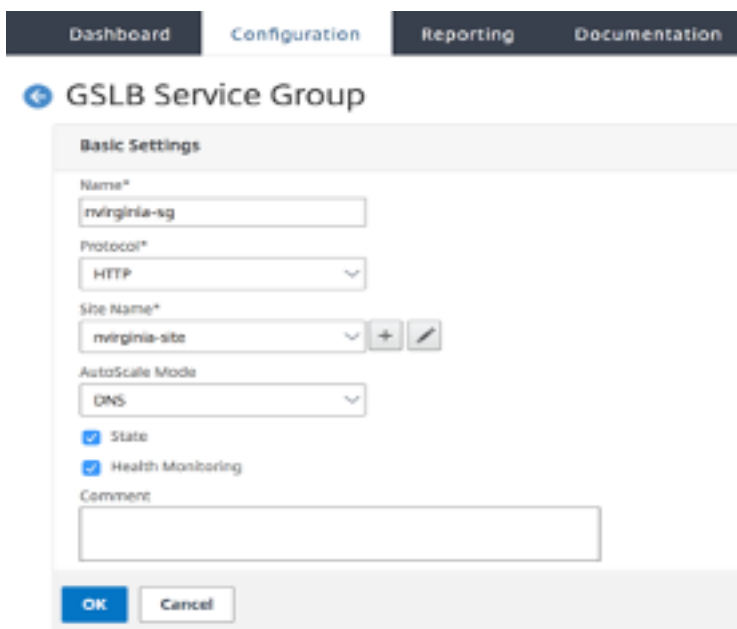 Dashboard Configuration Reporting Documentation
GSLB Service Group
Basic Settings
Name*
nvirginia-sg
Protocol*
HTTP
Site Name*
nvirginia-site
AutoScale Mode
DNS
State
Health Monitoring
Comment
OK Cancel